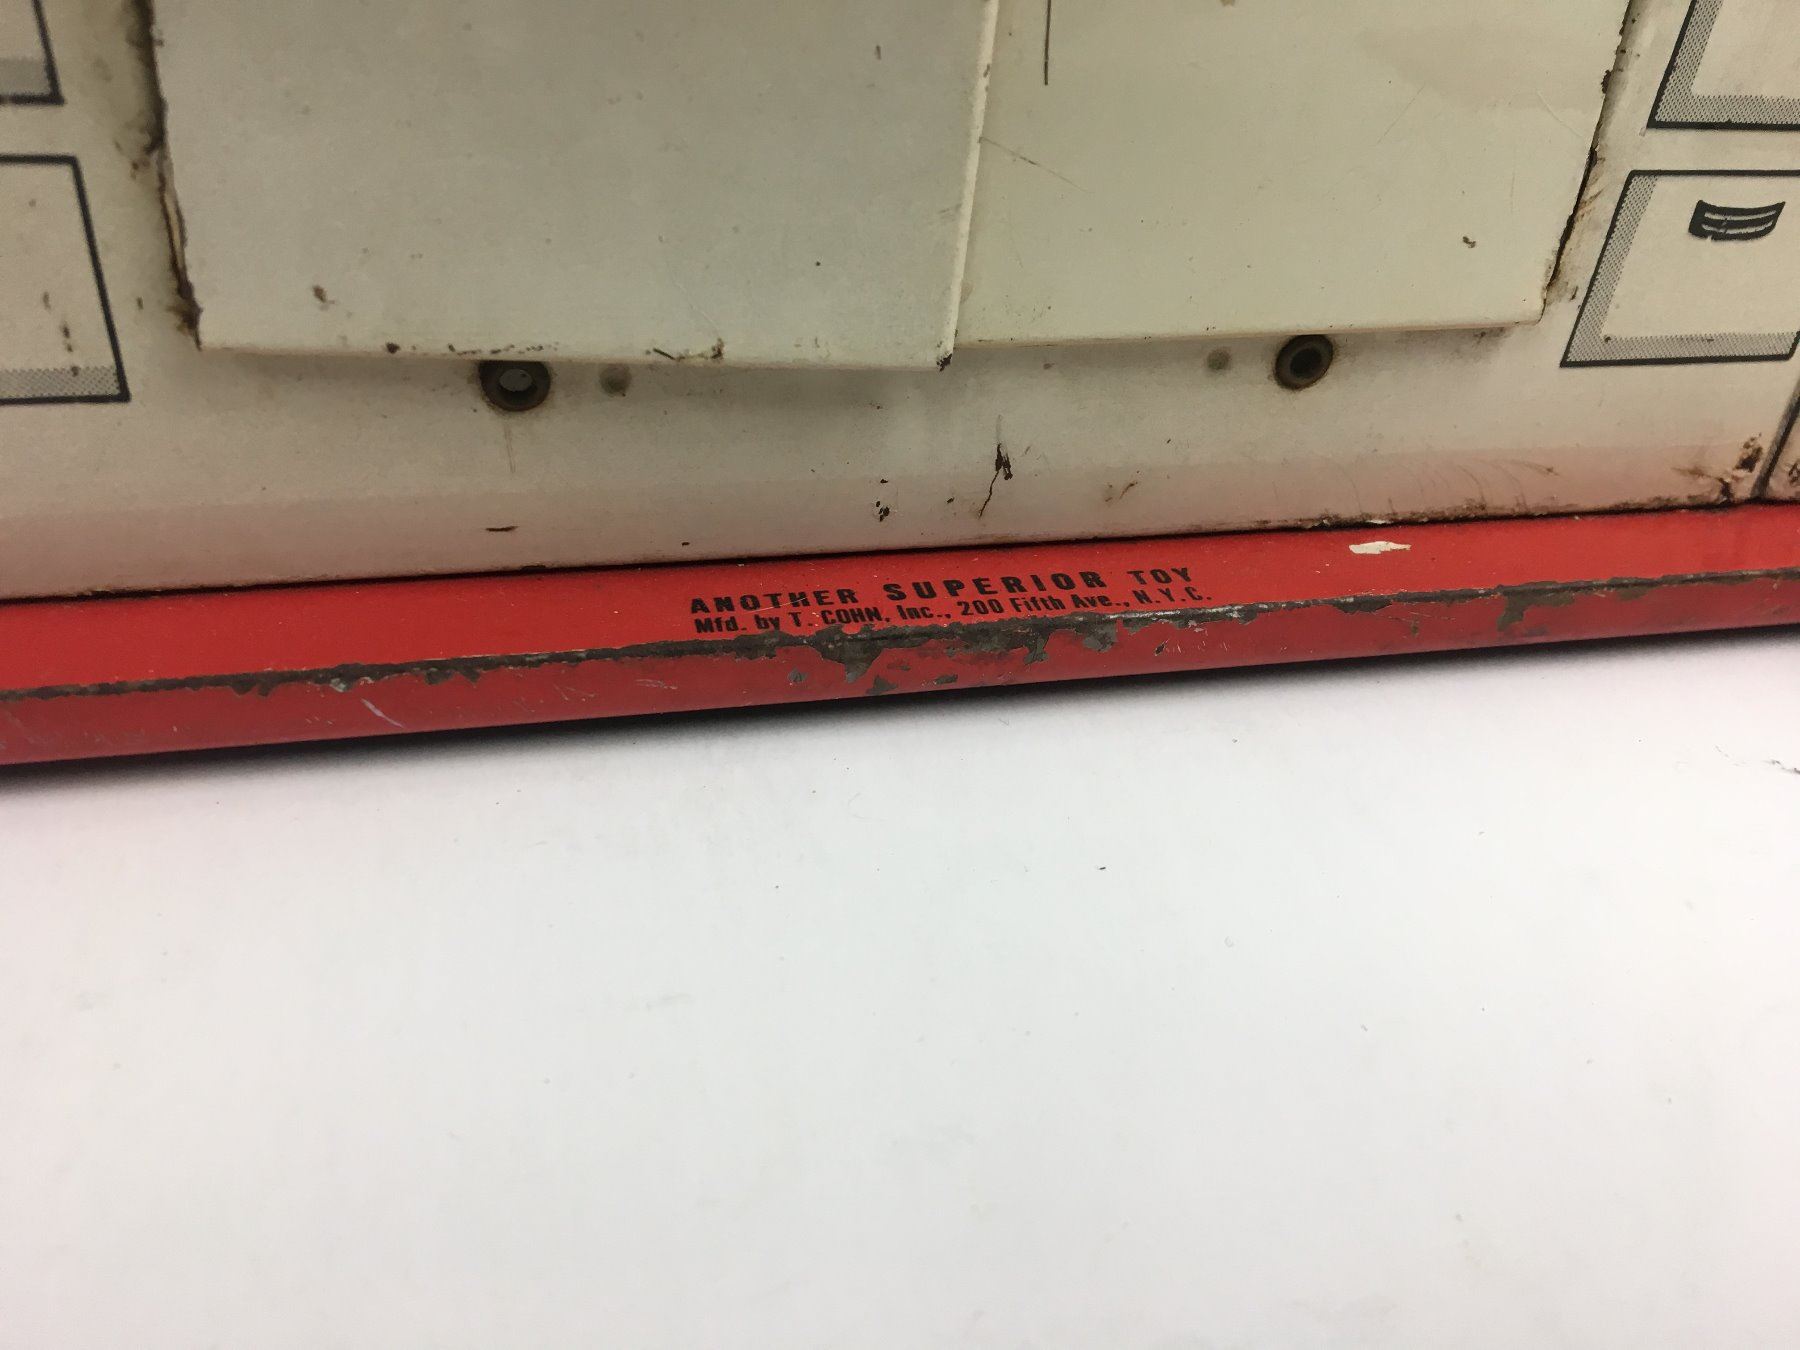 ANOTHER SUPERIOR TOY
Mfd. by T. COHN, Inc., 200 Fifth Ave., N.Y.C.